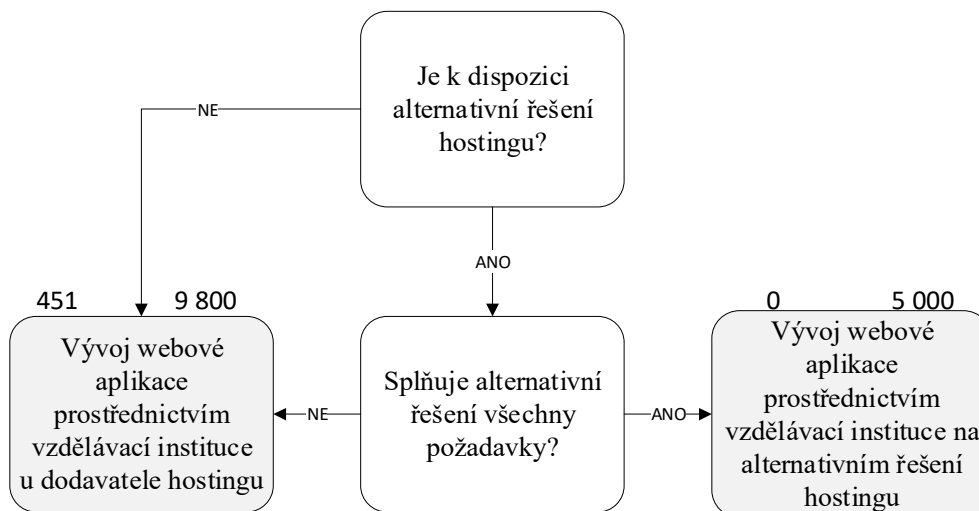 Je k dispozici
alternativní řešení
hostingu?
NE
ANO
451
9 800
Vývoj webové
aplikace
prostřednictvím
vzdělávací instituce
u dodavatele hostingu
NE
Splňuje alternativní
řešení všechny
požadavky?
ANO
0
5 000
Vývoj webové
aplikace
prostřednictvím
vzdělávací instituce na
alternativním řešení
hostingu